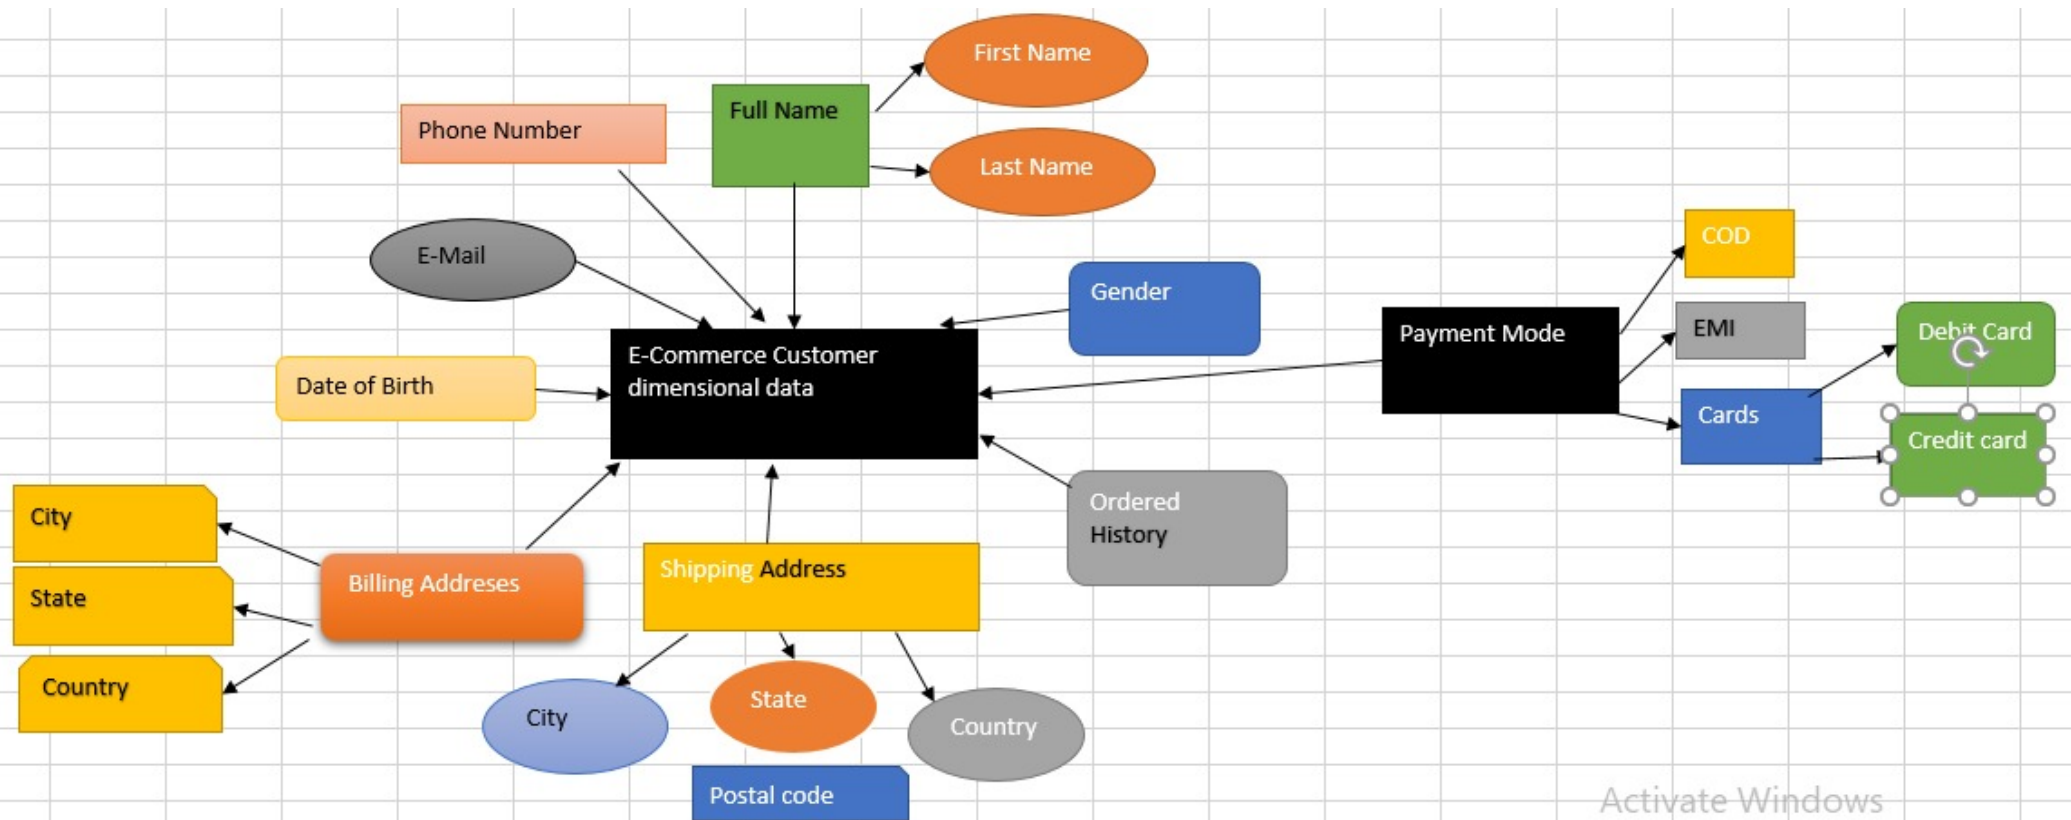 First Name
Full Name
Phone Number
Last Name
COD
E-Mail
Gender
EMI
Debit Card
Payment Mode
E-Commerce Customer
dimensional data
Date of Birth
Cards
Credit card
Ordered
History
City
Billing Addreses
Shipping Address
State
Country
City
State
Country
Postal code
Activate Windows